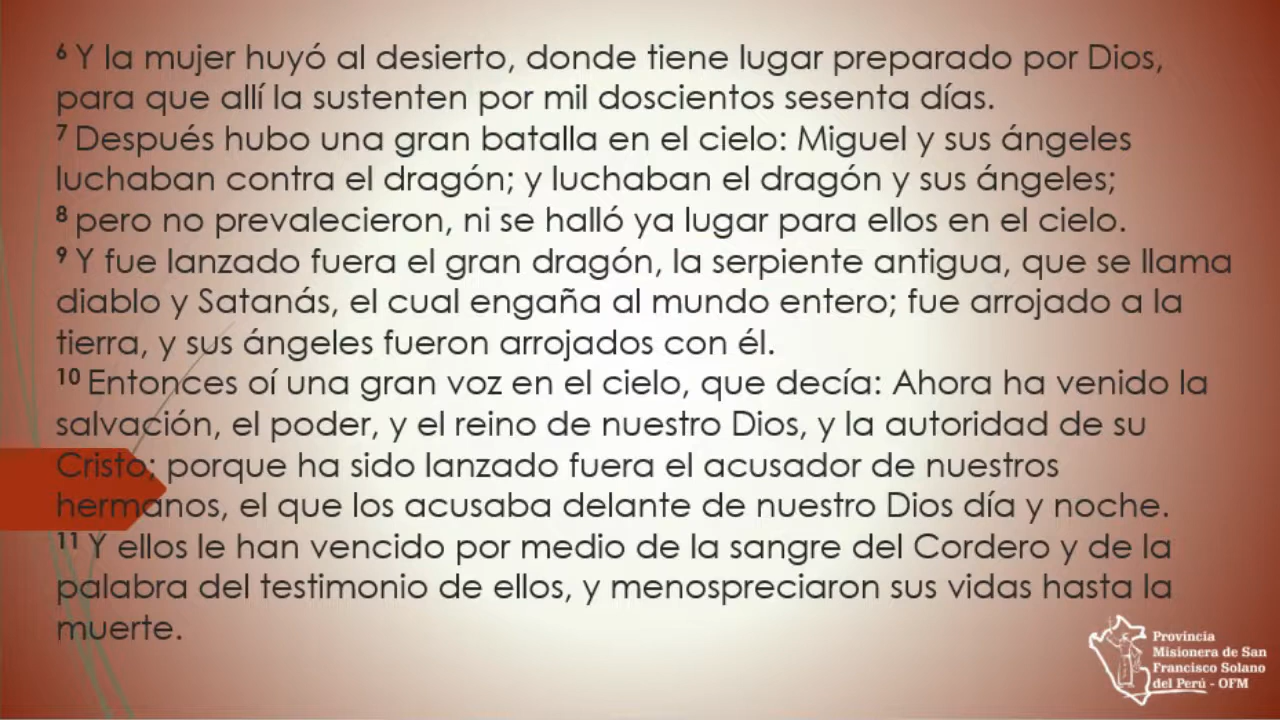 6 Y la mujer huyó al desierto, donde tiene lugar preparado por Dios,
para que allí la sustenten por mil doscientos sesenta días.
7 Después hubo una gran batalla en el cielo: Miguel y sus ángeles
luchaban contra el dragón; y luchaban el dragón y sus ángeles;
8 pero no prevalecieron, ni se halló ya lugar para ellos en el cielo.
9 Y fue lanzado fuera el gran dragón, la serpiente antigua, que se llama
diablo y Satanás, el cual engaña al mundo entero; fue arrojado a la
tierra, y sus ángeles fueron arrojados con él.
10 Entonces oí una gran voz en el cielo, que decía: Ahora ha venido la
salvación, el poder, y el reino de nuestro Dios, y la autoridad de su
Cristo; porque ha sido lanzado fuera el acusador de nuestros
hermanos, el que los acusaba delante de nuestro Dios día y noche.
11 Y ellos le han vencido por medio de la sangre del Cordero y de la
palabra del testimonio de ellos, y menospreciaron sus vidas hasta la
muerte.
Provincia
Misionera de San
Francisco Solano
del Perú - OFM